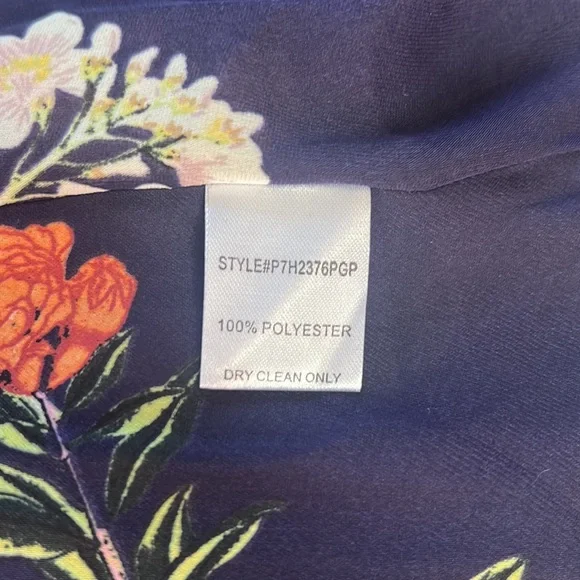 STYLE#P7H2376PGP
100% POLYESTER
DRY CLEAN ONLY